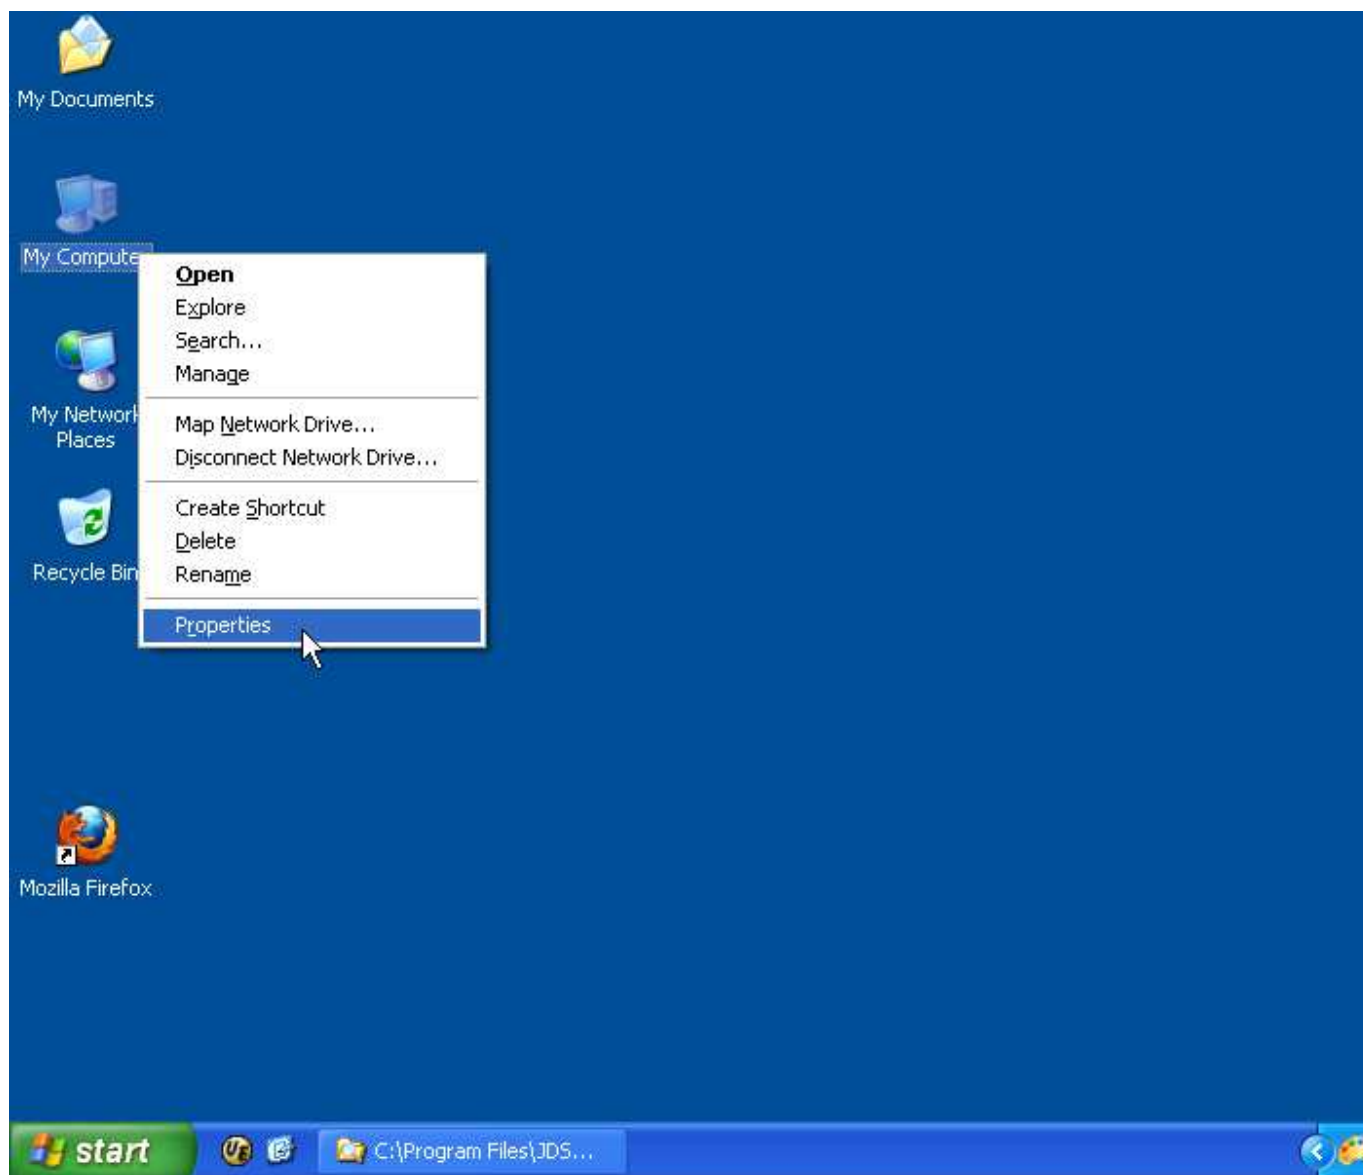 My Documents
My Compute
Open
Explore
Search...
Manage
My Network
Places
Map Network Drive...
Disconnect Network Drive...
Create Shortcut
Delete
Rename
Recycle Bin
Properties
Mozilla Firefox
start
UE
C:\Program Files\JDS...